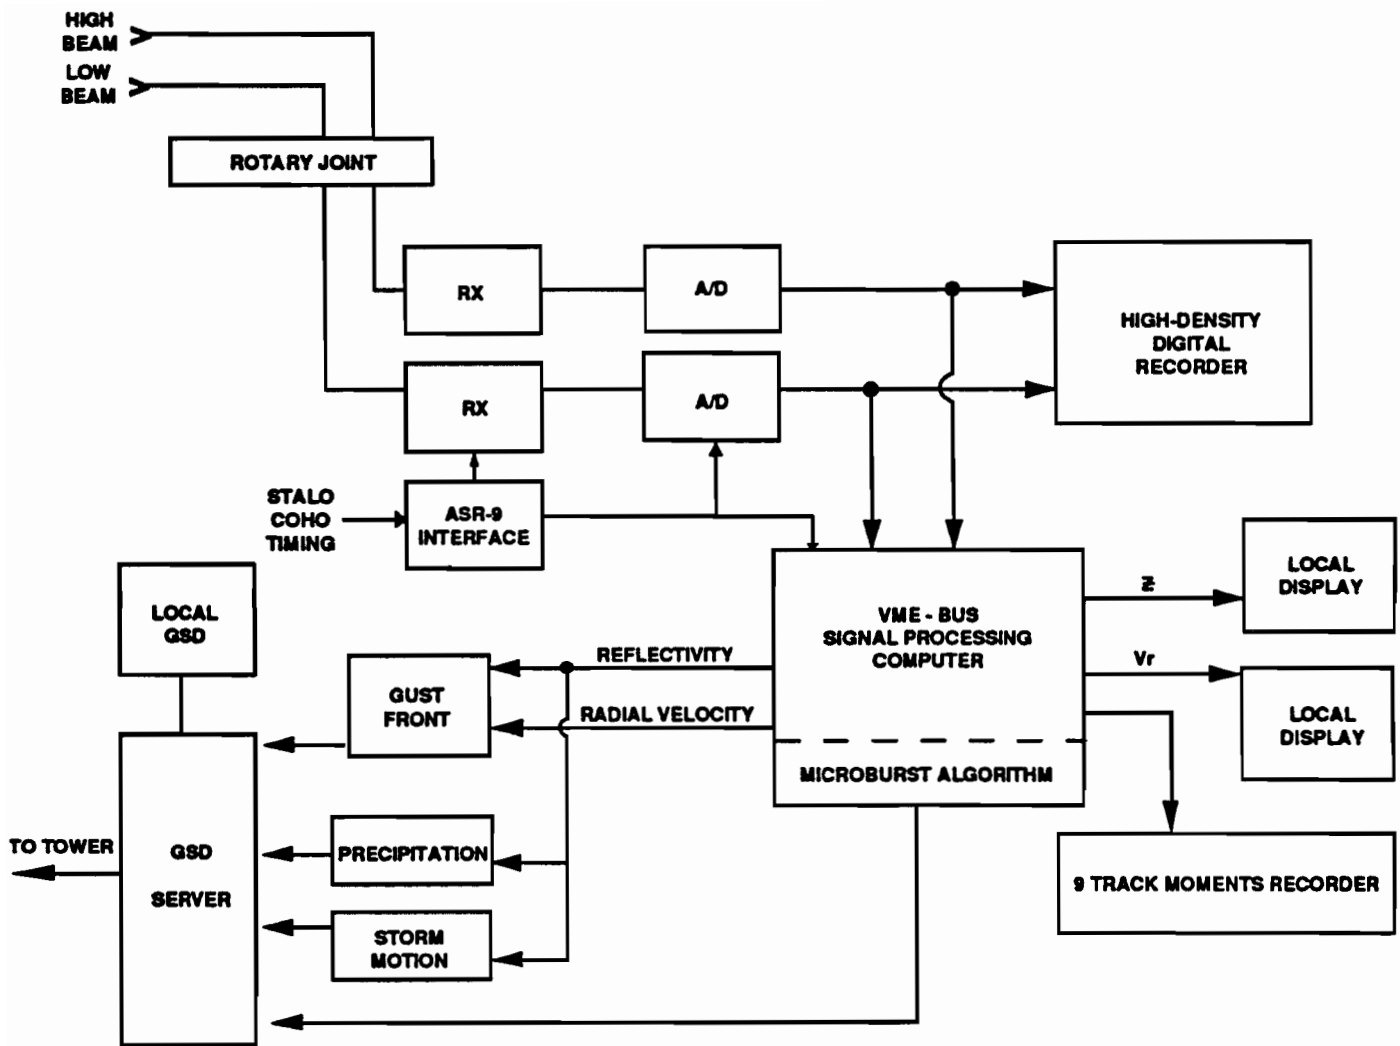 HIGH
BEAM
LOW
BEAM
ROTARY JOINT
RX
A/D
HIGH-DENSITY
DIGITAL
RECORDER
RX
A/D
STALO
COHO
TIMING
ASR-9
INTERFACE
LOCAL
DISPLAY
Z
VME - BUS
SIGNAL PROCESSING
COMPUTER
LOCAL
GSD
REFLECTIVITY
Vr
GUST
FRONT
RADIAL VELOCITY
LOCAL
DISPLAY
MICROBURST ALGORITHM
TO TOWER
GSD
SERVER
PRECIPITATION
9 TRACK MOMENTS RECORDER
STORM
MOTION